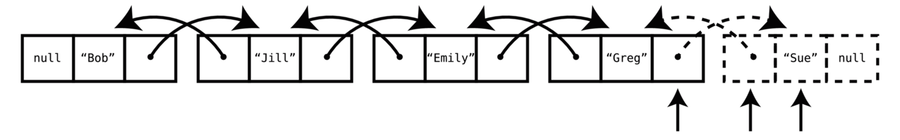 null “Bob” “Jill” “Emily” “Greg” “Sue” null